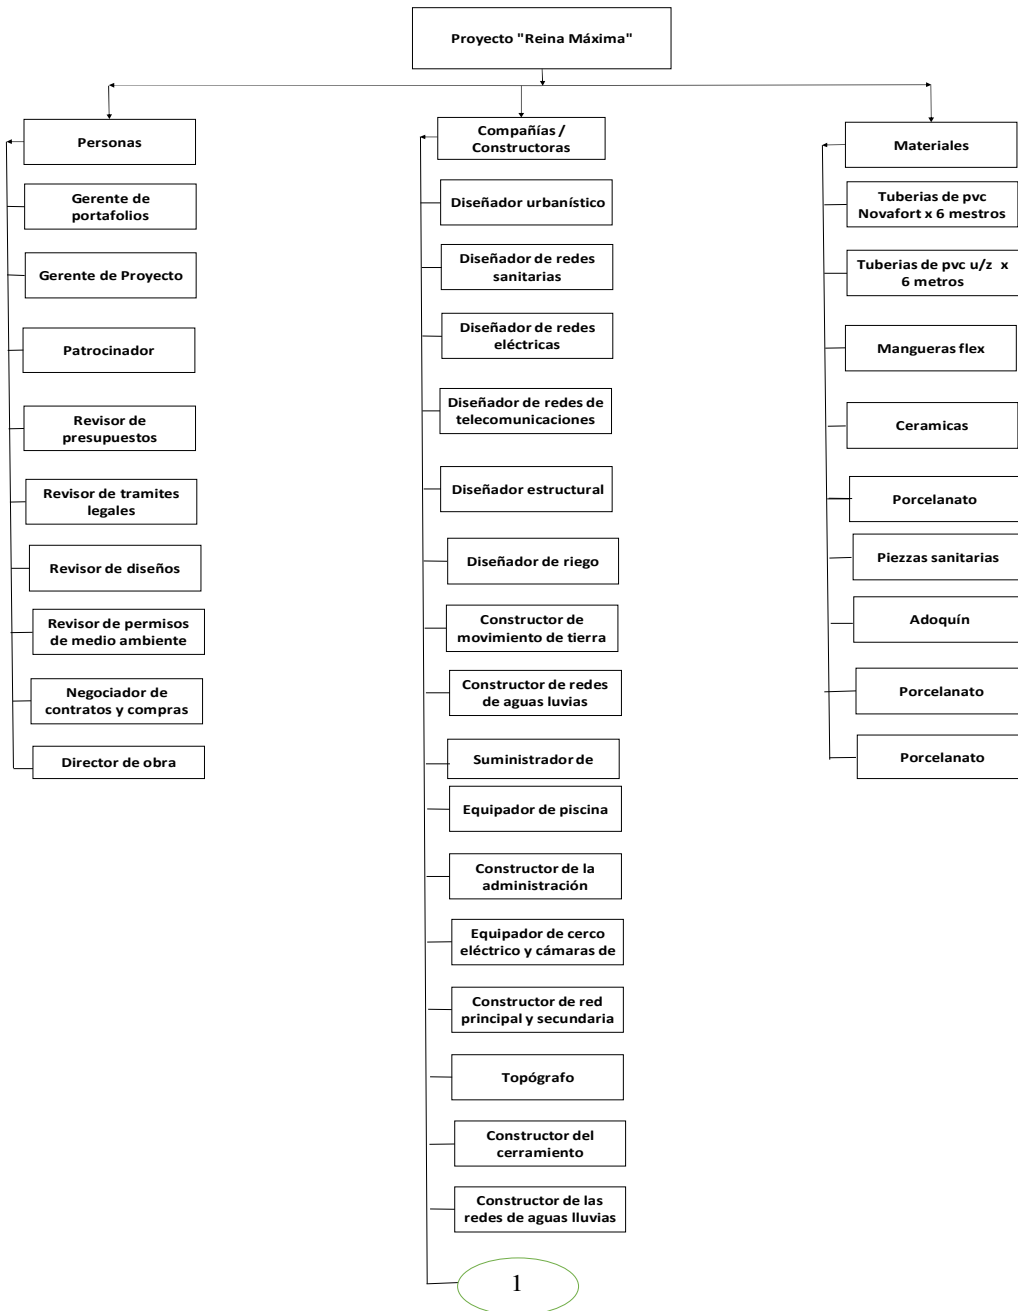 Proyecto "Reina Máxima"
Personas
Gerente de
portafolios
Gerente de Proyecto
Patrocinador
Revisor de
presupuestos
Revisor de tramites
legales
Revisor de diseños
Revisor de permisos
de medio ambiente
Negociador de
contratos y compras
Director de obra
Compañías /
Constructoras
Diseñador urbanístico
Diseñador de redes
sanitarias
Diseñador de redes
eléctricas
Diseñador de redes de
telecomunicaciones
Diseñador estructural
Diseñador de riego
Constructor de
movimiento de tierra
Constructor de redes
de aguas luvias
Suministrador de
Equipador de piscina
Constructor de la
administración
Equipador de cerco
eléctrico y cámaras de
Constructor de red
principal y secundaria
Topógrafo
Constructor del
cerramiento
Constructor de las
redes de aguas lluvias
1
Materiales
Tuberias de pvc
Novafort x 6 mestros
Tuberias de pvc u/z x
6 metros
Mangueras flex
Ceramicas
Porcelanato
Piezzas sanitarias
Adoquín
Porcelanato
Porcelanato